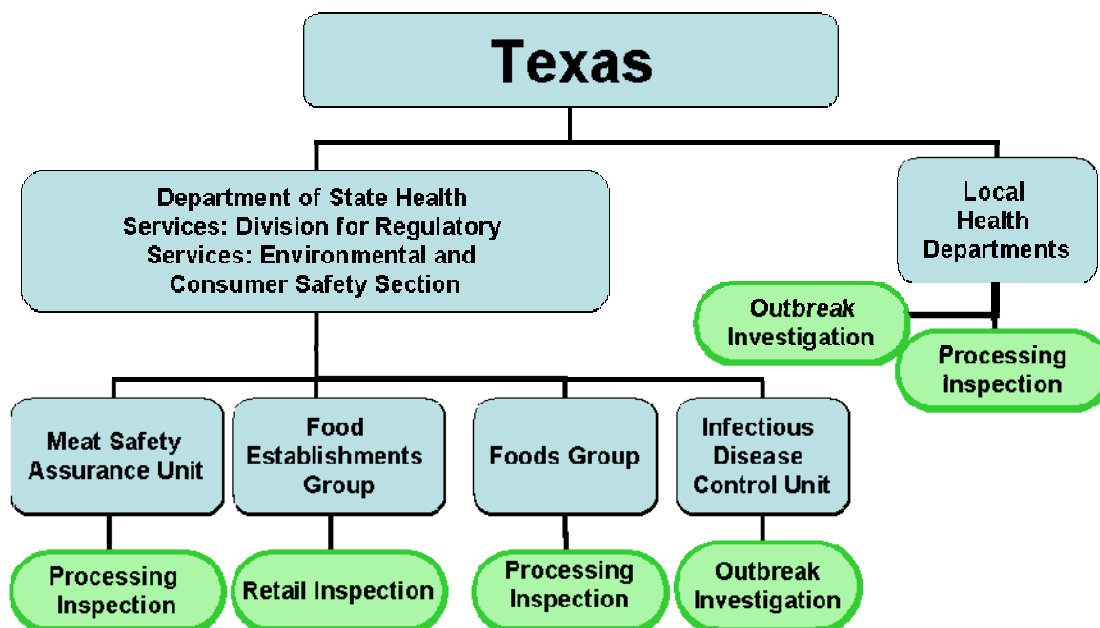 Texas
Department of State Health
Services: Division for Regulatory
Services: Environmental and
Consumer Safety Section
Local
Health
Departments
Outbreak
Investigation
Processing
Inspection
Meat Safety
Assurance Unit
Food
Establishments
Group
Foods Group
Infectious
Disease
Control Unit
Processing
Inspection
Retail Inspection
Processing
Inspection
Outbreak
Investigation